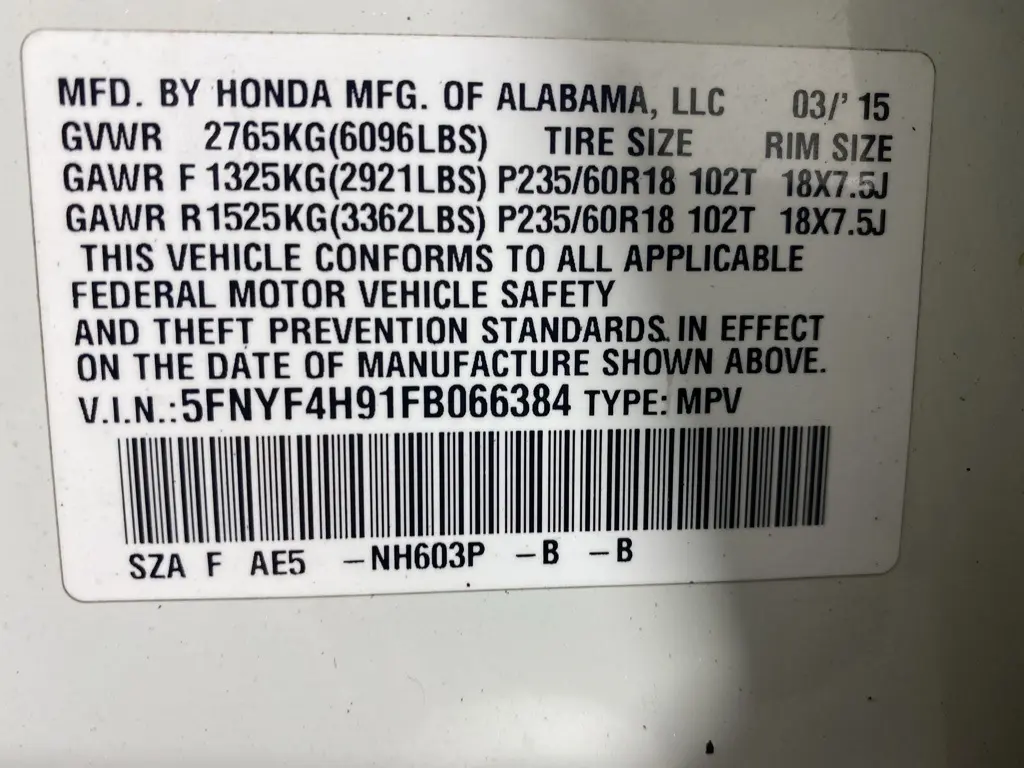 MFD. BY HONDA MFG. OF ALABAMA, LLC 03/' 15
GVWR 2765KG(6096LBS) TIRE SIZE RIM SIZE
GAWR F 1325KG(2921LBS) P235/60R18 102T 18X7.5J
GAWR R 1525KG(3362LBS) P235/60R18 102T 18X7.5J
THIS VEHICLE CONFORMS TO ALL APPLICABLE
FEDERAL MOTOR VEHICLE SAFETY
AND THEFT PREVENTION STANDARDS. IN EFFECT
ON THE DATE OF MANUFACTURE SHOWN ABOVE.
V.I.N.: 5FNYF4H91FB066384 TYPE: MPV
SZA F AE5 -NH603P -B -B